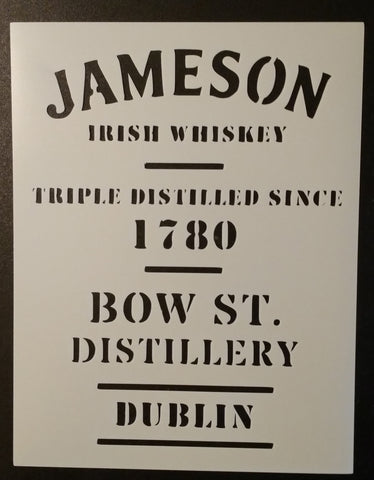 JAMESON
IRISH WHISKEY
TRIPLE DISTILLED SINCE
1780
BOW ST.
DISTILLERY
DUBLIN